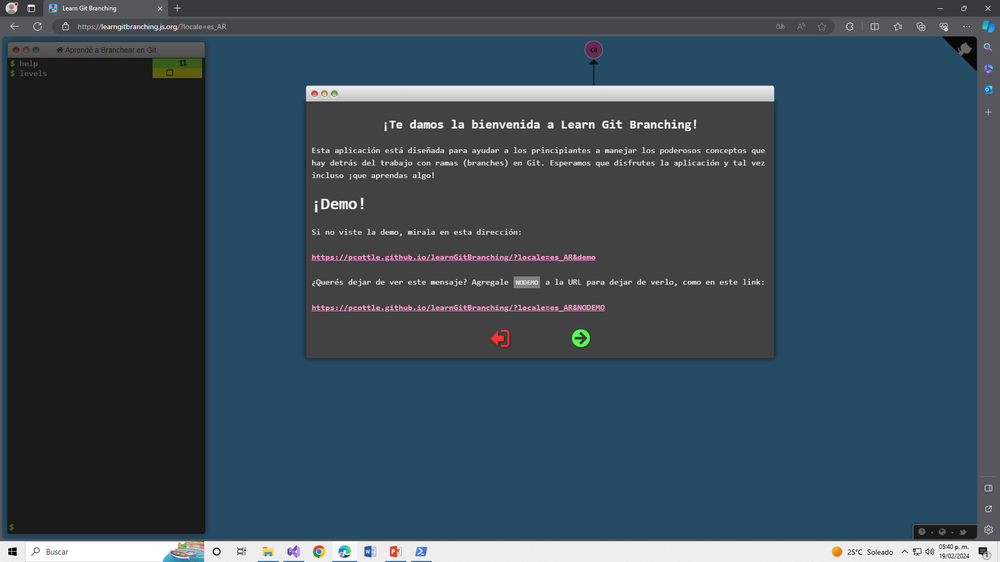 Learn Git Branching
https://learngitbranching.js.org/?locale=es_AR
Aprendé a Branchear en Git
$ help
$ levels
$
C0
¡Te damos la bienvenida a Learn Git Branching!
Esta aplicación está diseñada para ayudar a los principiantes a manejar los poderosos conceptos que
hay detrás del trabajo con ramas (branches) en Git. Esperamos que disfrutes la aplicación y tal vez
incluso ¡que aprendas algo!
¡Demo!
Si no viste la demo, mirala en esta dirección:
https://pcottle.github.io/learnGitBranching/?locale=es_AR&demo
¿Querés dejar de ver este mensaje? Agregale NODEMO a la URL para dejar de verlo, como en este link:
https://pcottle.github.io/learnGitBranching/?locale=es_AR&NODEMO
Buscar
25°C Soleado
05:40 p. m.
19/02/2024
1